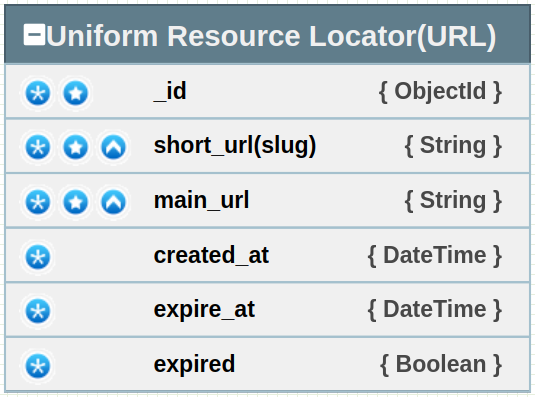 Uniform Resource Locator(URL)
_id { ObjectId }
short_url(slug) { String }
main_url { String }
created_at { DateTime }
expire_at { DateTime }
expired { Boolean }